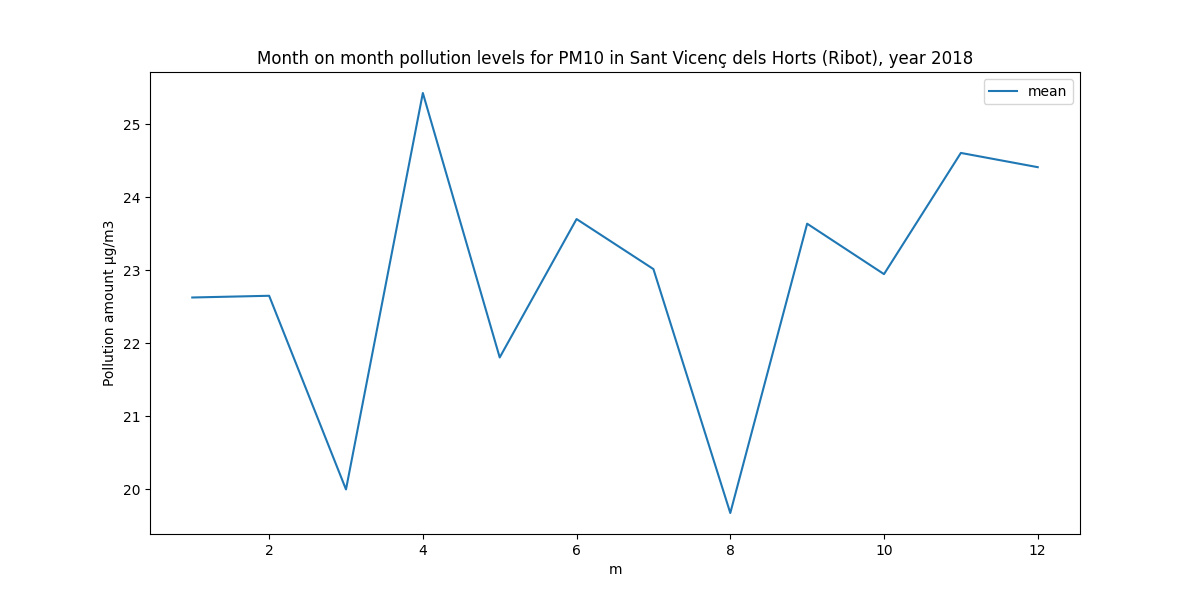 Month on month pollution levels for PM10 in Sant Vicenç dels Horts (Ribot), year 2018
mean
Pollution amount µg/m3
25
24
23
22
21
20
2 4 6 8 10 12
m